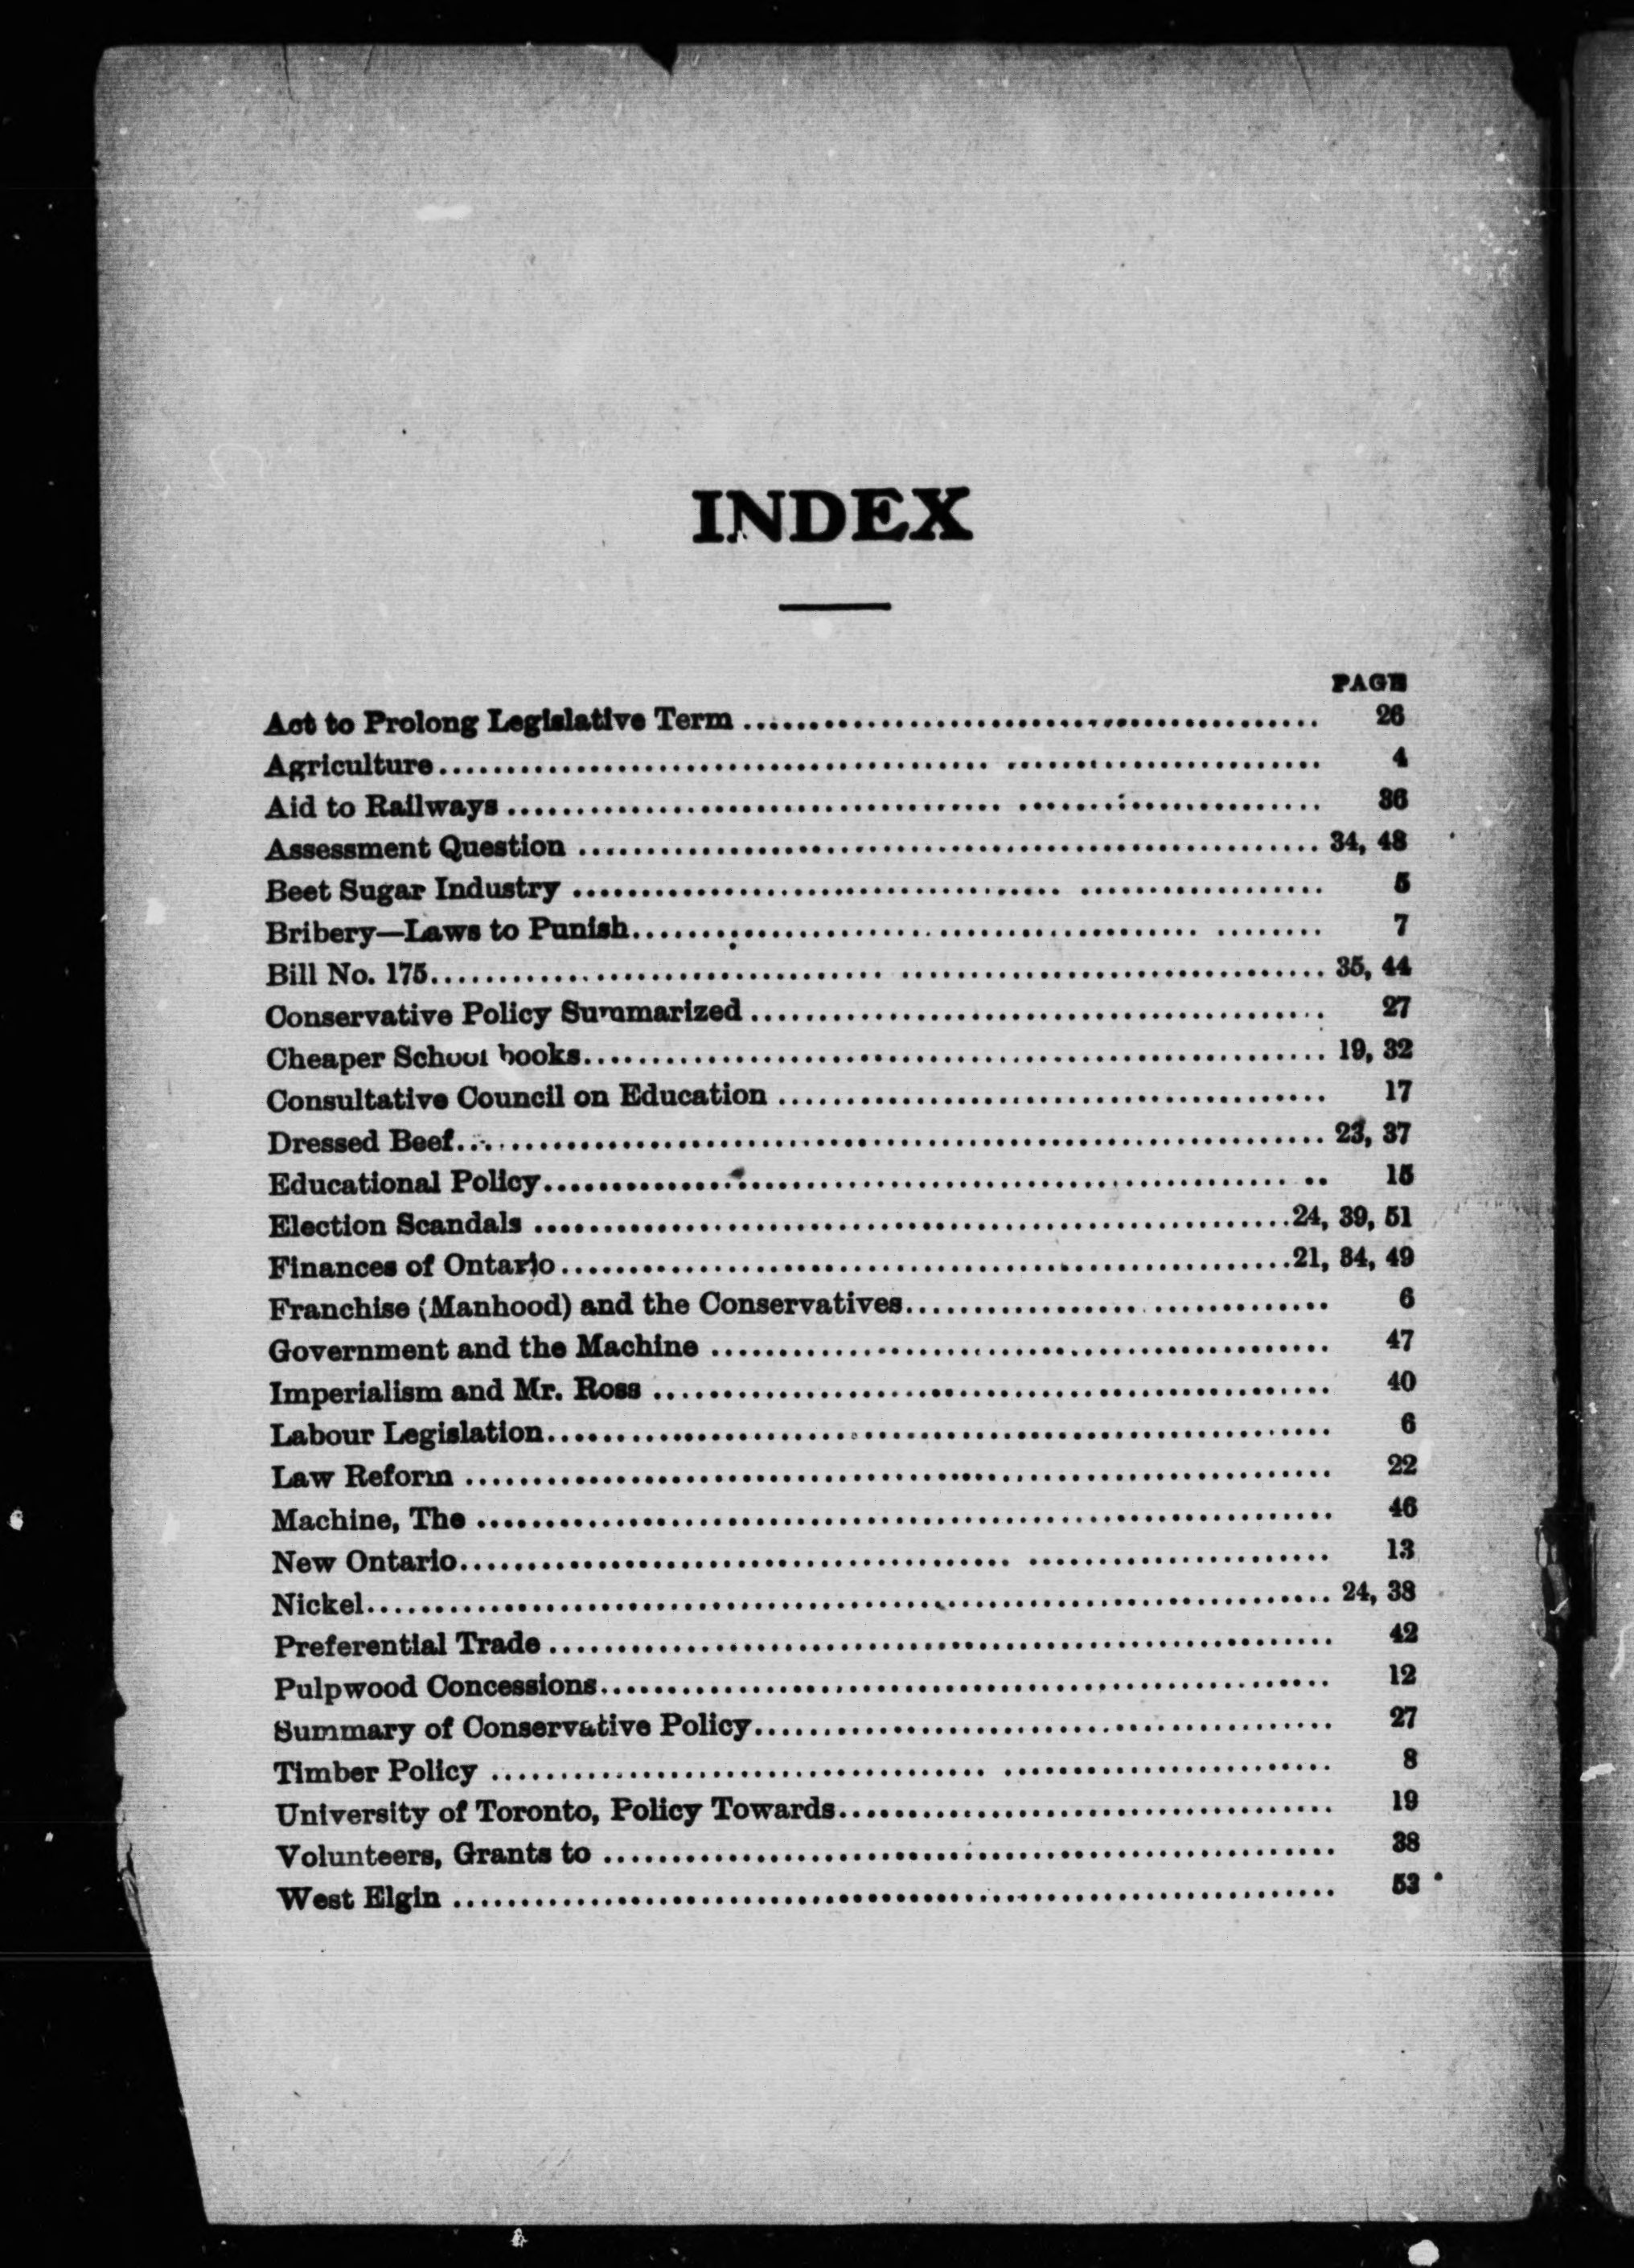 INDEX
PAGE
Act to Prolong Legislative Term ........................................ 26
Agriculture ........................................ 4
Aid to Railways ........................................ 36
Assessment Question ........................................ 34, 48
Beet Sugar Industry ........................................ 5
Bribery—Laws to Punish ........................................ 7
Bill No. 175 ........................................ 35, 44
Conservative Policy Summarized ........................................ 27
Cheaper School books ........................................ 19, 32
Consultative Council on Education ........................................ 17
Dressed Beef ........................................ 23, 37
Educational Policy ........................................ 15
Election Scandals ........................................ 24, 39, 51
Finances of Ontario ........................................ 21, 34, 49
Franchise (Manhood) and the Conservatives ........................................ 6
Government and the Machine ........................................ 47
Imperialism and Mr. Ross ........................................ 40
Labour Legislation ........................................ 6
Law Reform ........................................ 22
Machine, The ........................................ 46
New Ontario ........................................ 13
Nickel ........................................ 24, 38
Preferential Trade ........................................ 42
Pulpwood Concessions ........................................ 12
Summary of Conservative Policy ........................................ 27
Timber Policy ........................................ 8
University of Toronto, Policy Towards ........................................ 19
Volunteers, Grants to ........................................ 38
West Elgin ........................................ 53